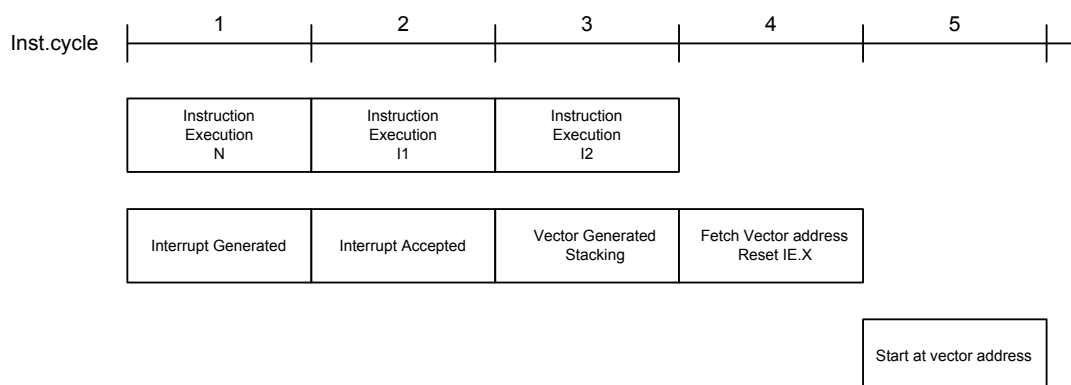 1 2 3 4 5
Inst.cycle
Instruction
Execution
N
Instruction
Execution
I1
Instruction
Execution
I2
Interrupt Generated
Interrupt Accepted
Vector Generated
Stacking
Fetch Vector address
Reset IE.X
Start at vector address